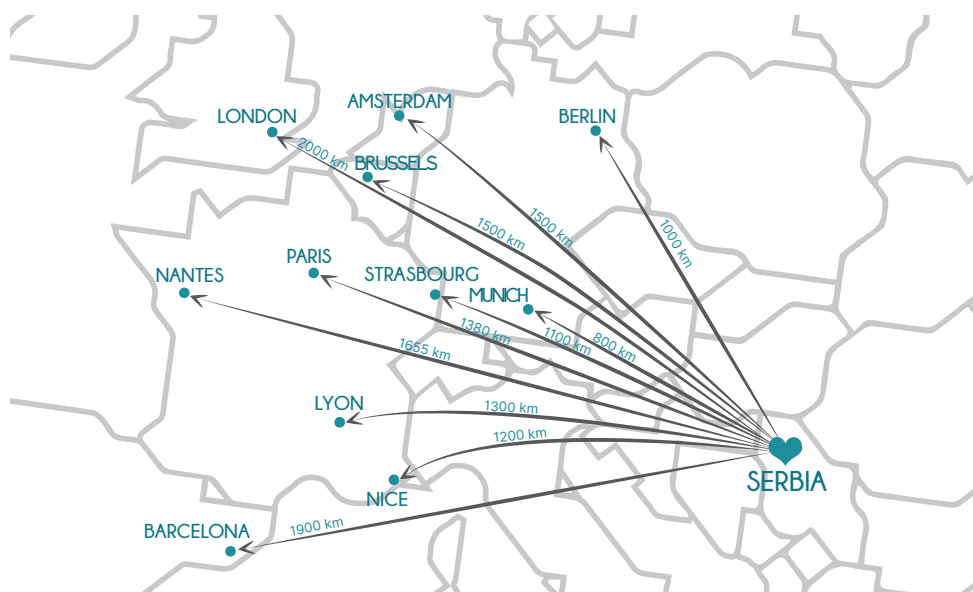 AMSTERDAM
LONDON
BERLIN
2000 km
BRUSSELS
1500 km
1500 km
1000 km
PARIS
NANTES
STRASBOURG
MUNICH
1380 km
1100 km
800 km
1655 km
LYON
1300 km
1200 km
SERBIA
NICE
1900 km
BARCELONA